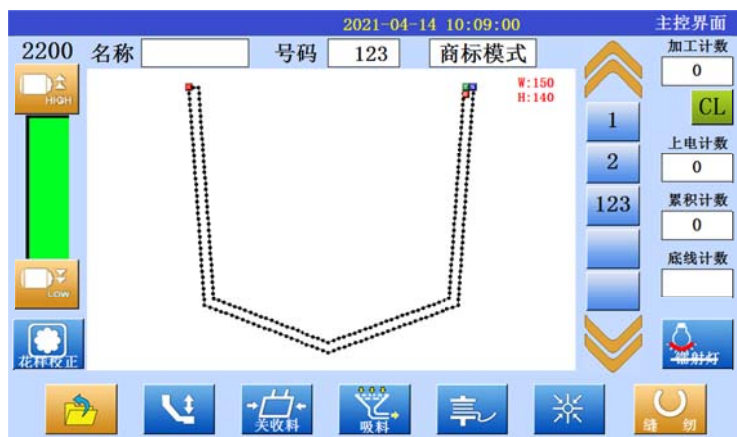 2021-04-14 10:09:00 主控界面
2200 名称 号码 123 商标模式 加工计数
0
HIGH
W:150
H:140
CL
1
上电计数
2
0
123
累积计数
0
底线计数
LOW
花样校正
镭射灯
关收料
吸料
缝 纫